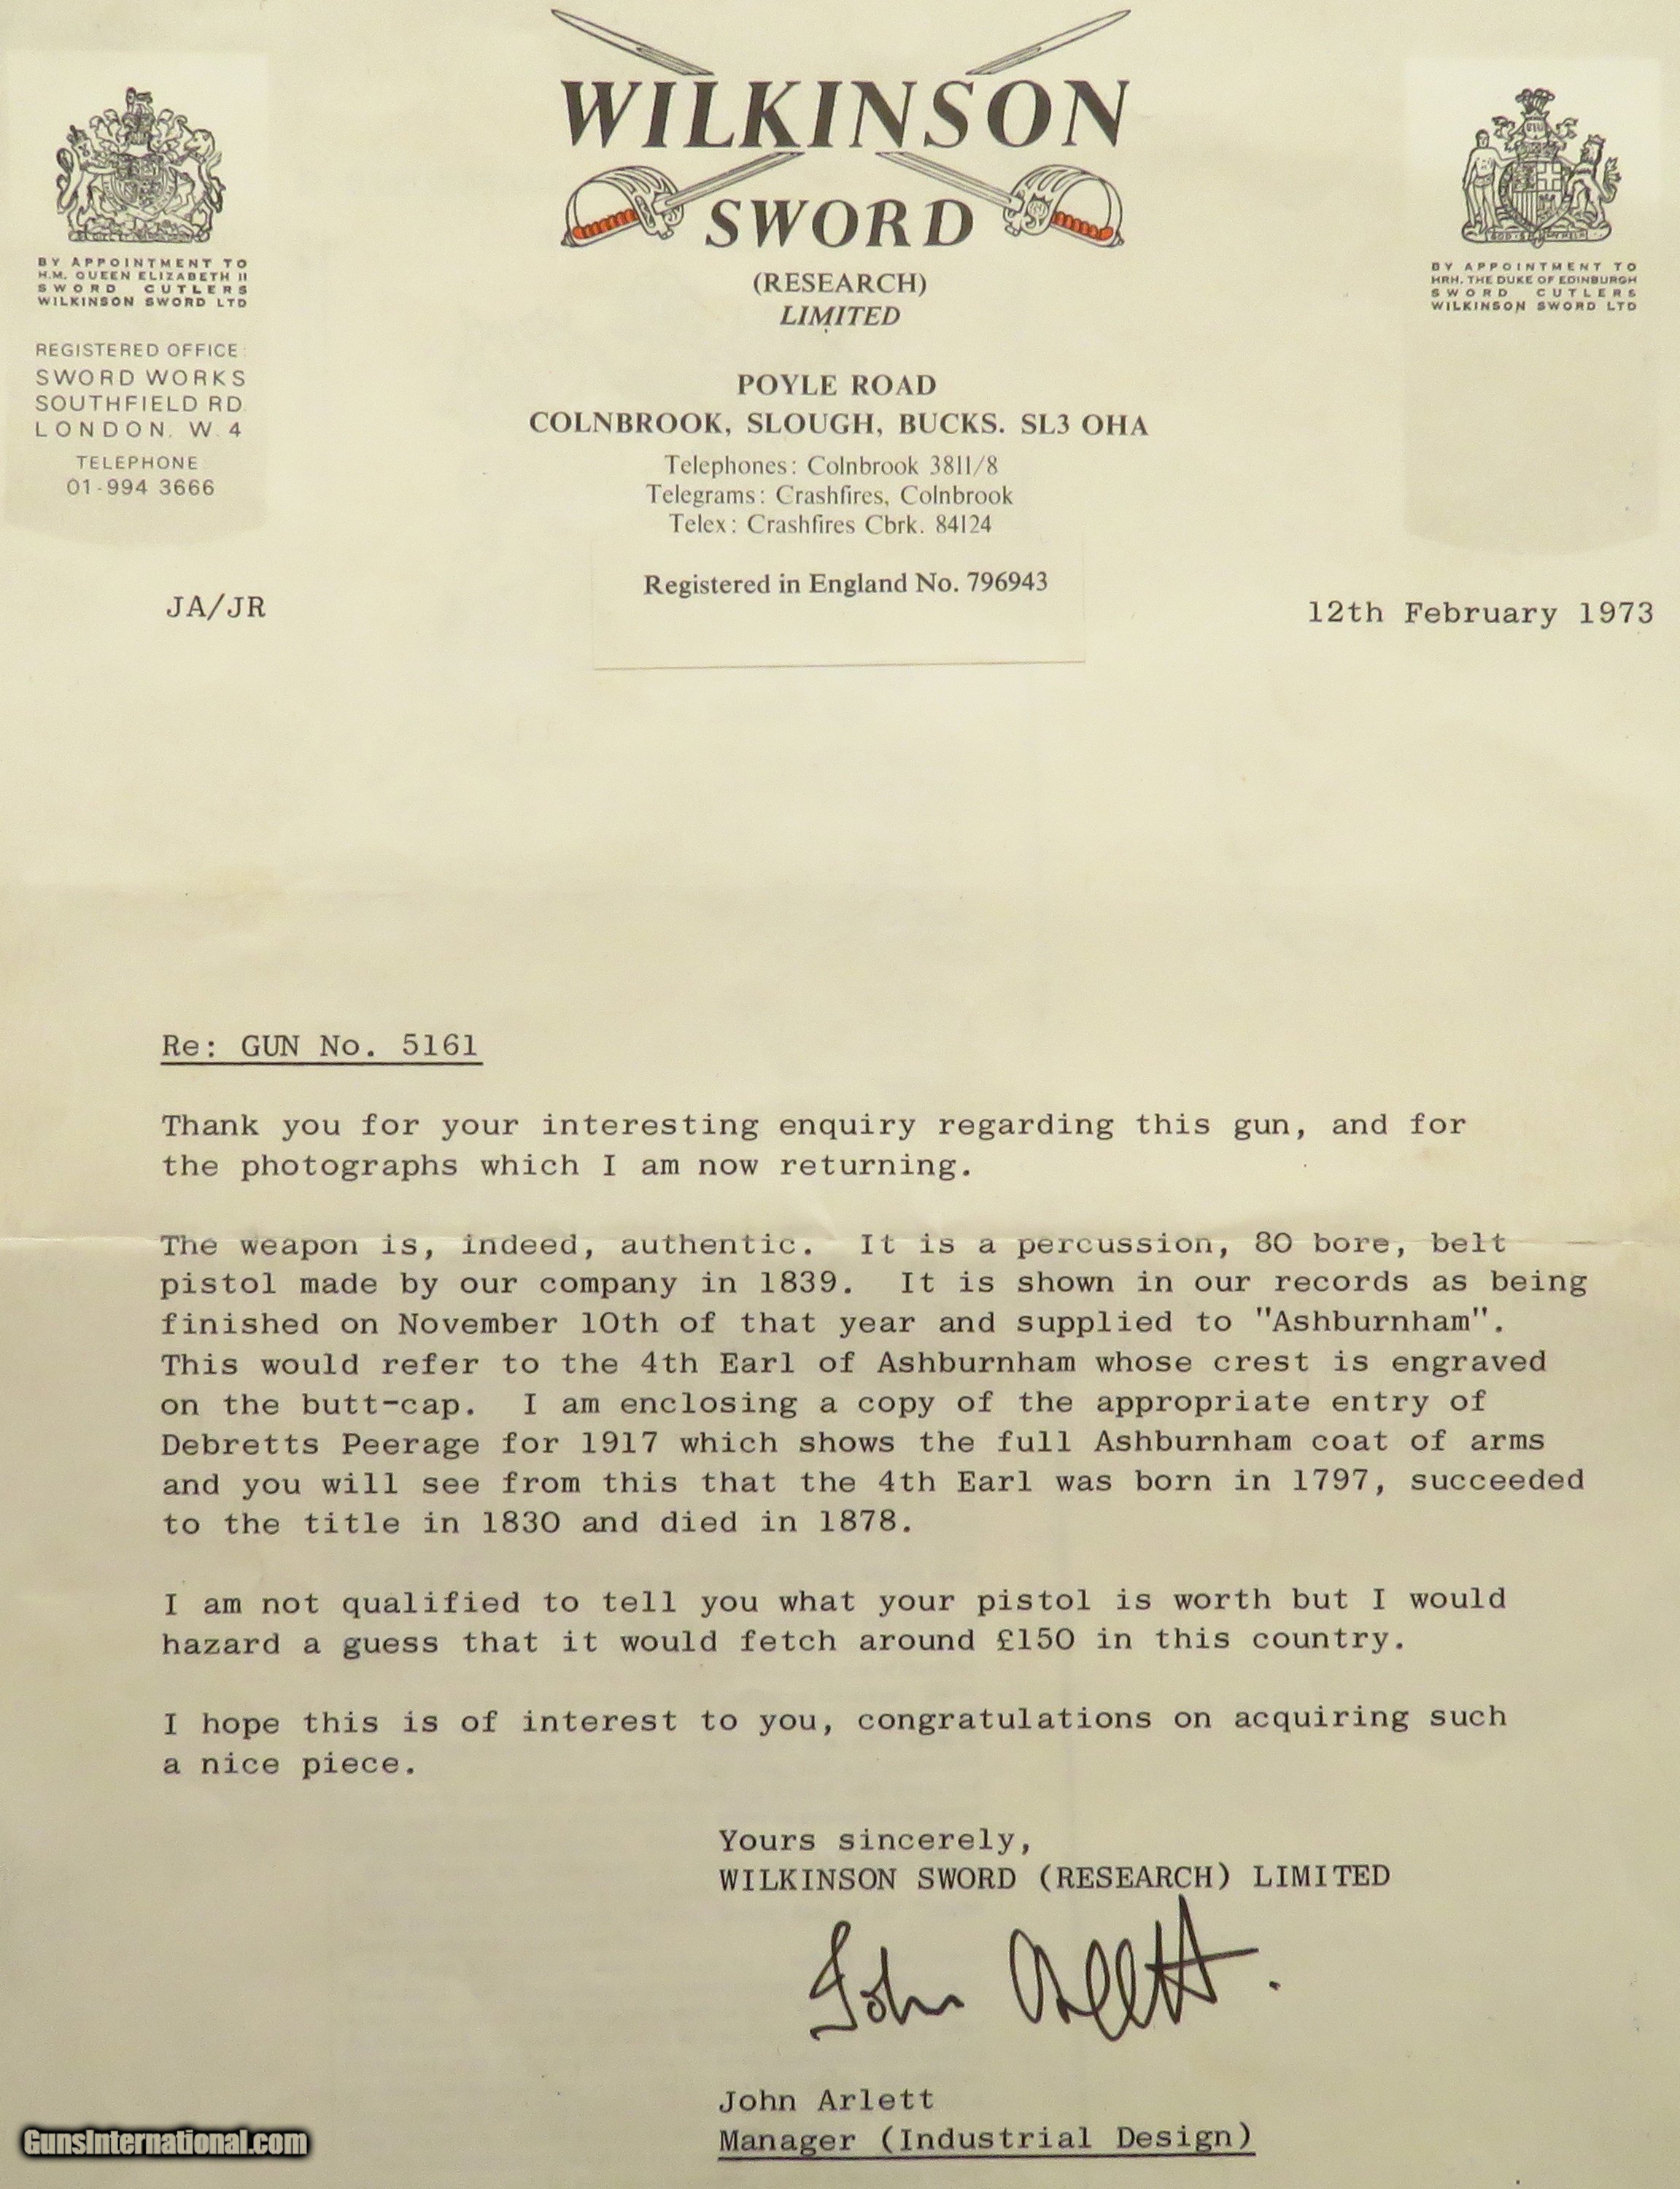 WILKINSON
SWORD
(RESEARCH)
LIMITED
BY APPOINTMENT TO
H.M. QUEEN ELIZABETH II
SWORD CUTLERS
WILKINSON SWORD LTD
REGISTERED OFFICE:
SWORD WORKS
SOUTHFIELD RD.
LONDON. W.4
TELEPHONE
01-994 3666
BY APPOINTMENT TO
HRH. THE DUKE OF EDINBURGH
SWORD CUTLERS
WILKINSON SWORD LTD
POYLE ROAD
COLNBROOK, SLOUGH, BUCKS. SL3 OHA
Telephones: Colnbrook 3811/8
Telegrams: Crashfires, Colnbrook
Telex: Crashfires Cbrk. 84124
Registered in England No. 796943
JA/JR
12th February 1973
Re: GUN No. 5161
Thank you for your interesting enquiry regarding this gun, and for
the photographs which I am now returning.
The weapon is, indeed, authentic. It is a percussion, 80 bore, belt
pistol made by our company in 1839. It is shown in our records as being
finished on November 10th of that year and supplied to "Ashburnham".
This would refer to the 4th Earl of Ashburnham whose crest is engraved
on the butt-cap. I am enclosing a copy of the appropriate entry of
Debretts Peerage for 1917 which shows the full Ashburnham coat of arms
and you will see from this that the 4th Earl was born in 1797, succeeded
to the title in 1830 and died in 1878.
I am not qualified to tell you what your pistol is worth but I would
hazard a guess that it would fetch around £150 in this country.
I hope this is of interest to you, congratulations on acquiring such
a nice piece.
Yours sincerely,
WILKINSON SWORD (RESEARCH) LIMITED
John Arlett.
John Arlett
Manager (Industrial Design)
GunsInternational.com